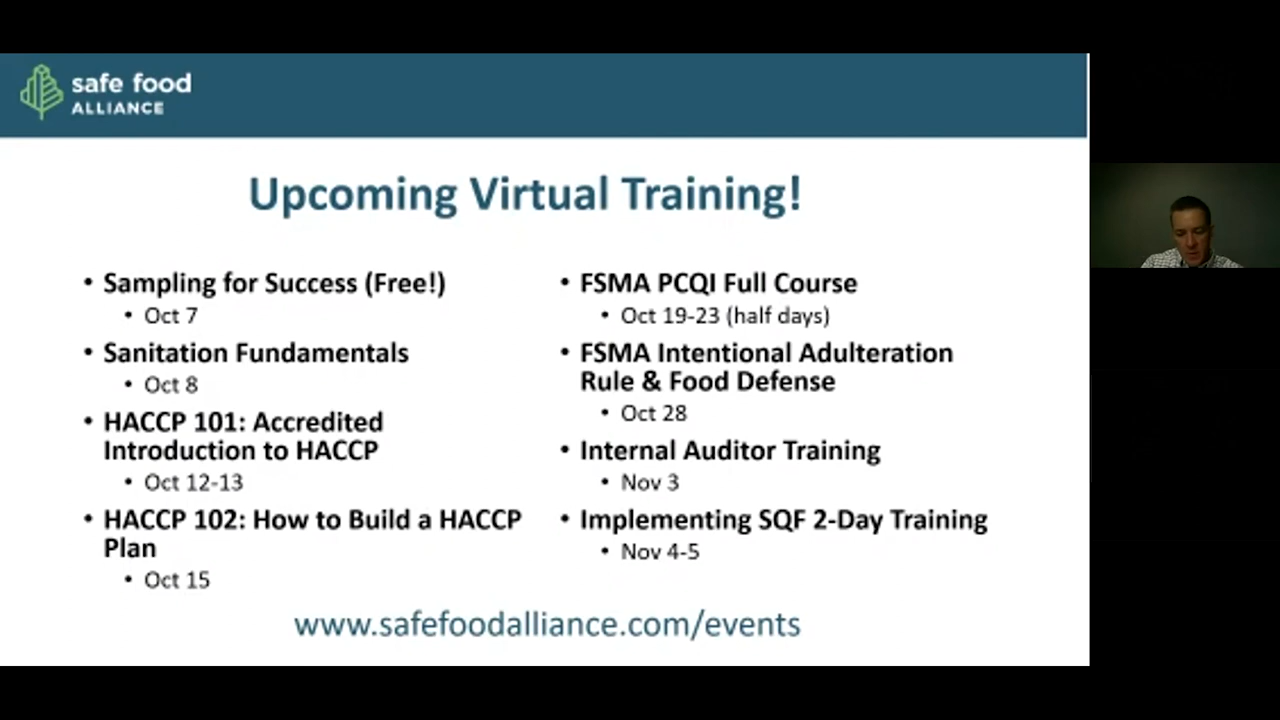 safe food
ALLIANCE
Upcoming Virtual Training!
• Sampling for Success (Free!)
• Oct 7
• Sanitation Fundamentals
• Oct 8
• HACCP 101: Accredited
Introduction to HACCP
• Oct 12-13
• HACCP 102: How to Build a HACCP
Plan
• Oct 15
• FSMA PCQI Full Course
• Oct 19-23 (half days)
• FSMA Intentional Adulteration
Rule & Food Defense
• Oct 28
• Internal Auditor Training
• Nov 3
• Implementing SQF 2-Day Training
• Nov 4-5
www.safefoodalliance.com/events